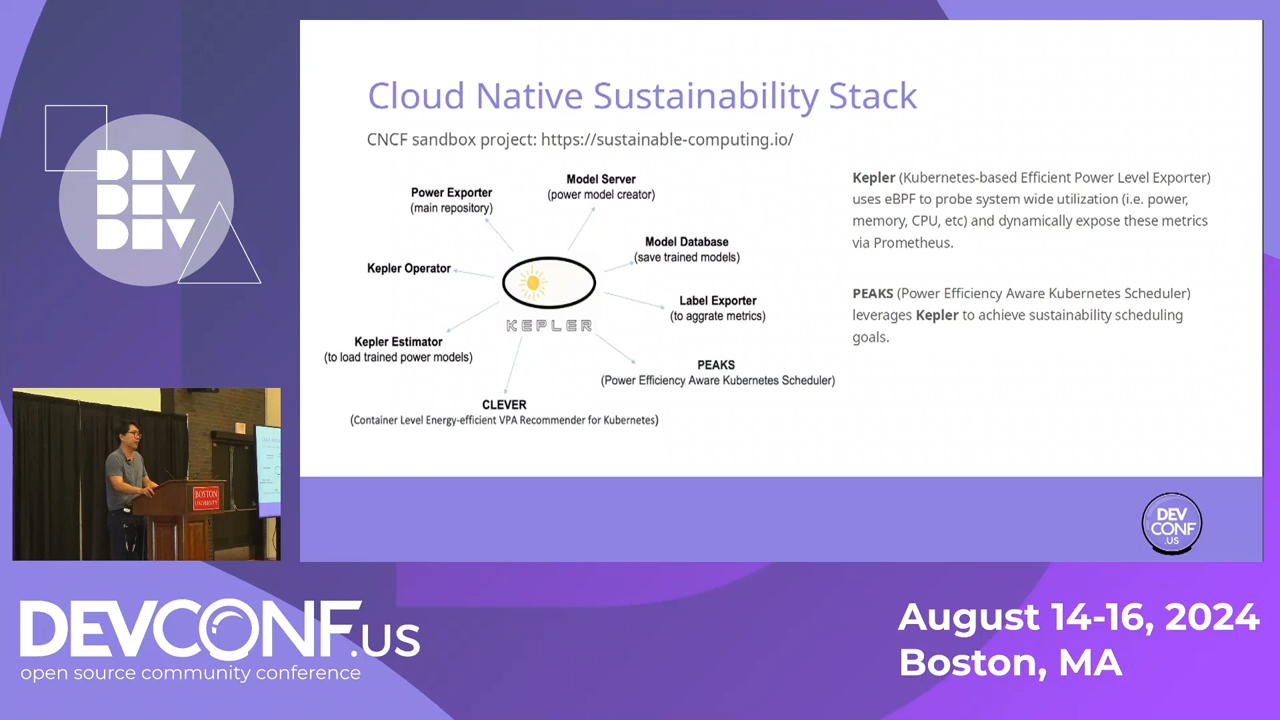 Cloud Native Sustainability Stack
CNCF sandbox project: https://sustainable-computing.io/
Power Exporter
(main repository)
Model Server
(power model creator)
Model Database
(save trained models)
Kepler Operator
Label Exporter
(to aggrate metrics)
KEPLER
Kepler Estimator
(to load trained power models)
PEAKS
(Power Efficiency Aware Kubernetes Scheduler)
CLEVER
(Container Level Energy-efficient VPA Recommender for Kubernetes)
Kepler (Kubernetes-based Efficient Power Level Exporter)
uses eBPF to probe system wide utilization (i.e. power,
memory, CPU, etc) and dynamically expose these metrics
via Prometheus.
PEAKS (Power Efficiency Aware Kubernetes Scheduler)
leverages Kepler to achieve sustainability scheduling
goals.
DEV
CONF
.US
DEV
DEV
DEV
BOSTON
UNIVERSITY
DEVCONF.US
open source community conference
August 14-16, 2024
Boston, MA